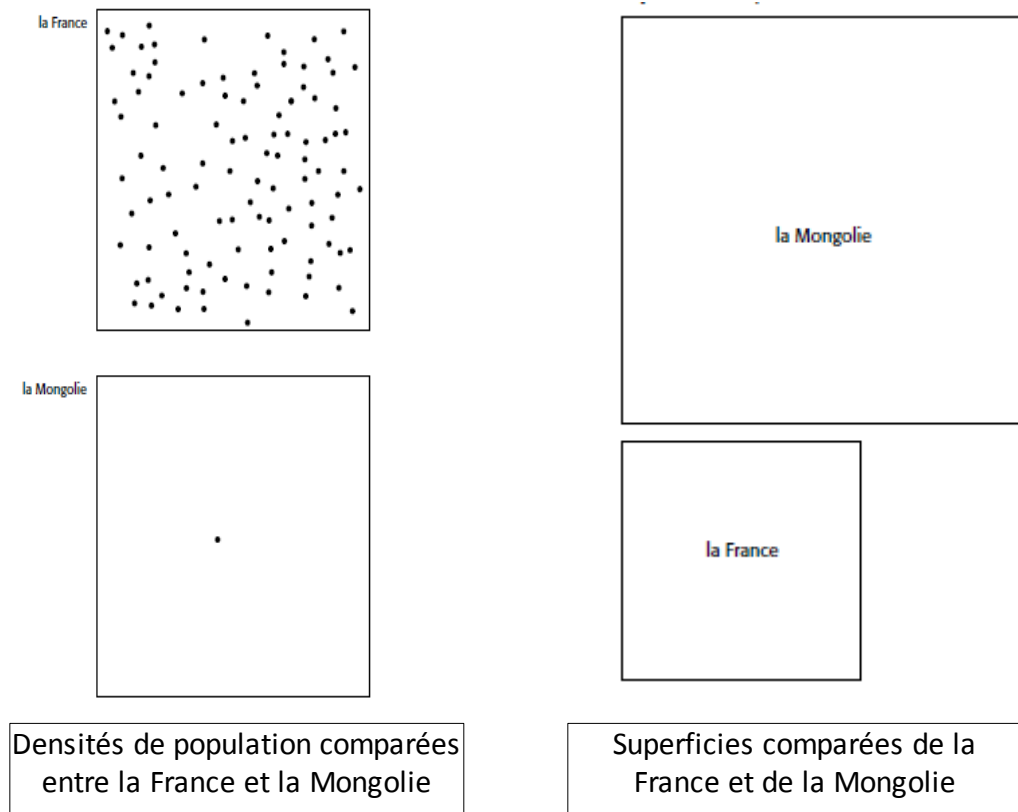 la France
la Mongolie
Densités de population comparées
entre la France et la Mongolie
la Mongolie
la France
Superficies comparées de la
France et de la Mongolie